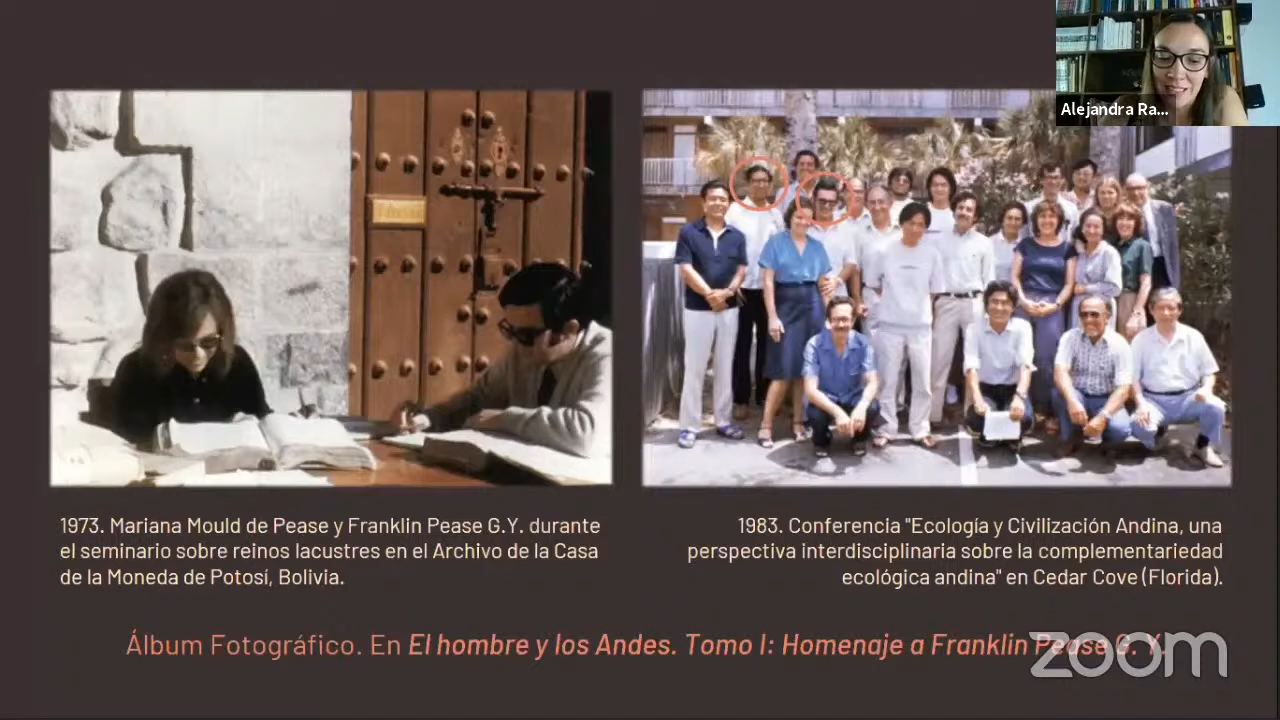 Alejandra Ra...
1973. Mariana Mould de Pease y Franklin Pease G.Y. durante
el seminario sobre reinos lacustres en el Archivo de la Casa
de la Moneda de Potosí, Bolivia.
1983. Conferencia "Ecología y Civilización Andina, una
perspectiva interdisciplinaria sobre la complementariedad
ecológica andina" en Cedar Cove (Florida).
Álbum Fotográfico. En El hombre y los Andes. Tomo I: Homenaje a Franklin Pease G. Y.
zoom